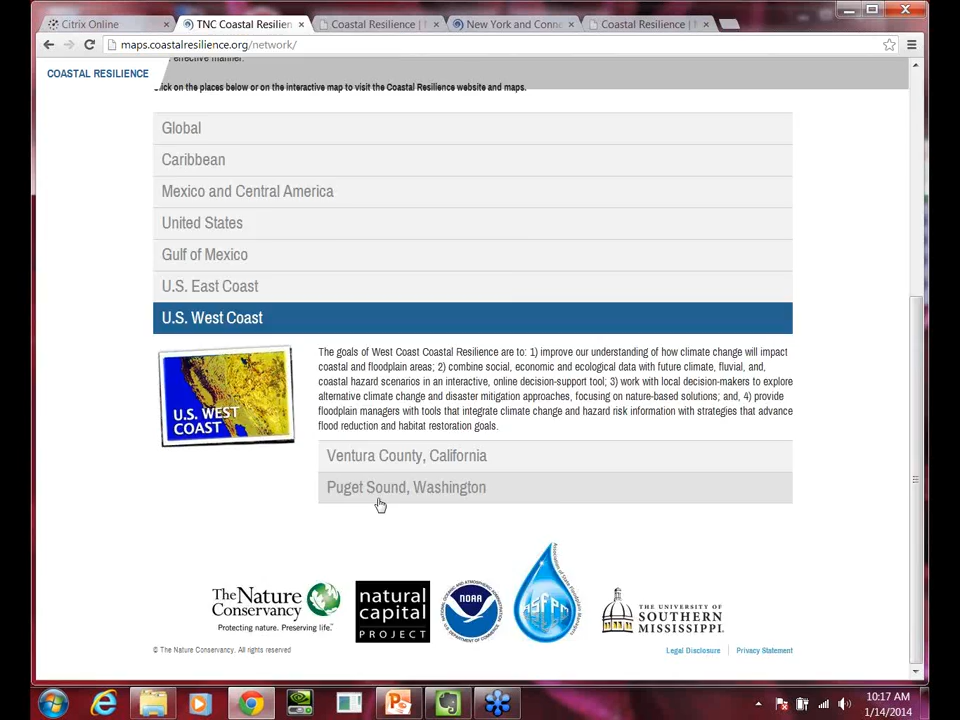 Citrix Online
TNC Coastal Resilien
Coastal Resilience |
New York and Conne
Coastal Resilience |
maps.coastalresilience.org/network/
effective manner.
COASTAL RESILIENCE
Click on the places below or on the interactive map to visit the Coastal Resilience website and maps.
Global
Caribbean
Mexico and Central America
United States
Gulf of Mexico
U.S. East Coast
U.S. West Coast
The goals of West Coast Coastal Resilience are to: 1) improve our understanding of how climate change will impact
coastal and floodplain areas; 2) combine social, economic and ecological data with future climate, fluvial, and,
coastal hazard scenarios in an interactive, online decision-support tool; 3) work with local decision-makers to explore
alternative climate change and disaster mitigation approaches, focusing on nature-based solutions; and, 4) provide
floodplain managers with tools that integrate climate change and hazard risk information with strategies that advance
flood reduction and habitat restoration goals.
U.S. WEST
COAST
Ventura County, California
Puget Sound, Washington
The Nature
Conservancy
Protecting nature. Preserving life.™
natural
capital
PROJECT
NOAA
ASFPM
THE UNIVERSITY OF
SOUTHERN
MISSISSIPPI
© The Nature Conservancy. All rights reserved
Legal Disclosure
Privacy Statement
10:17 AM
1/14/2014